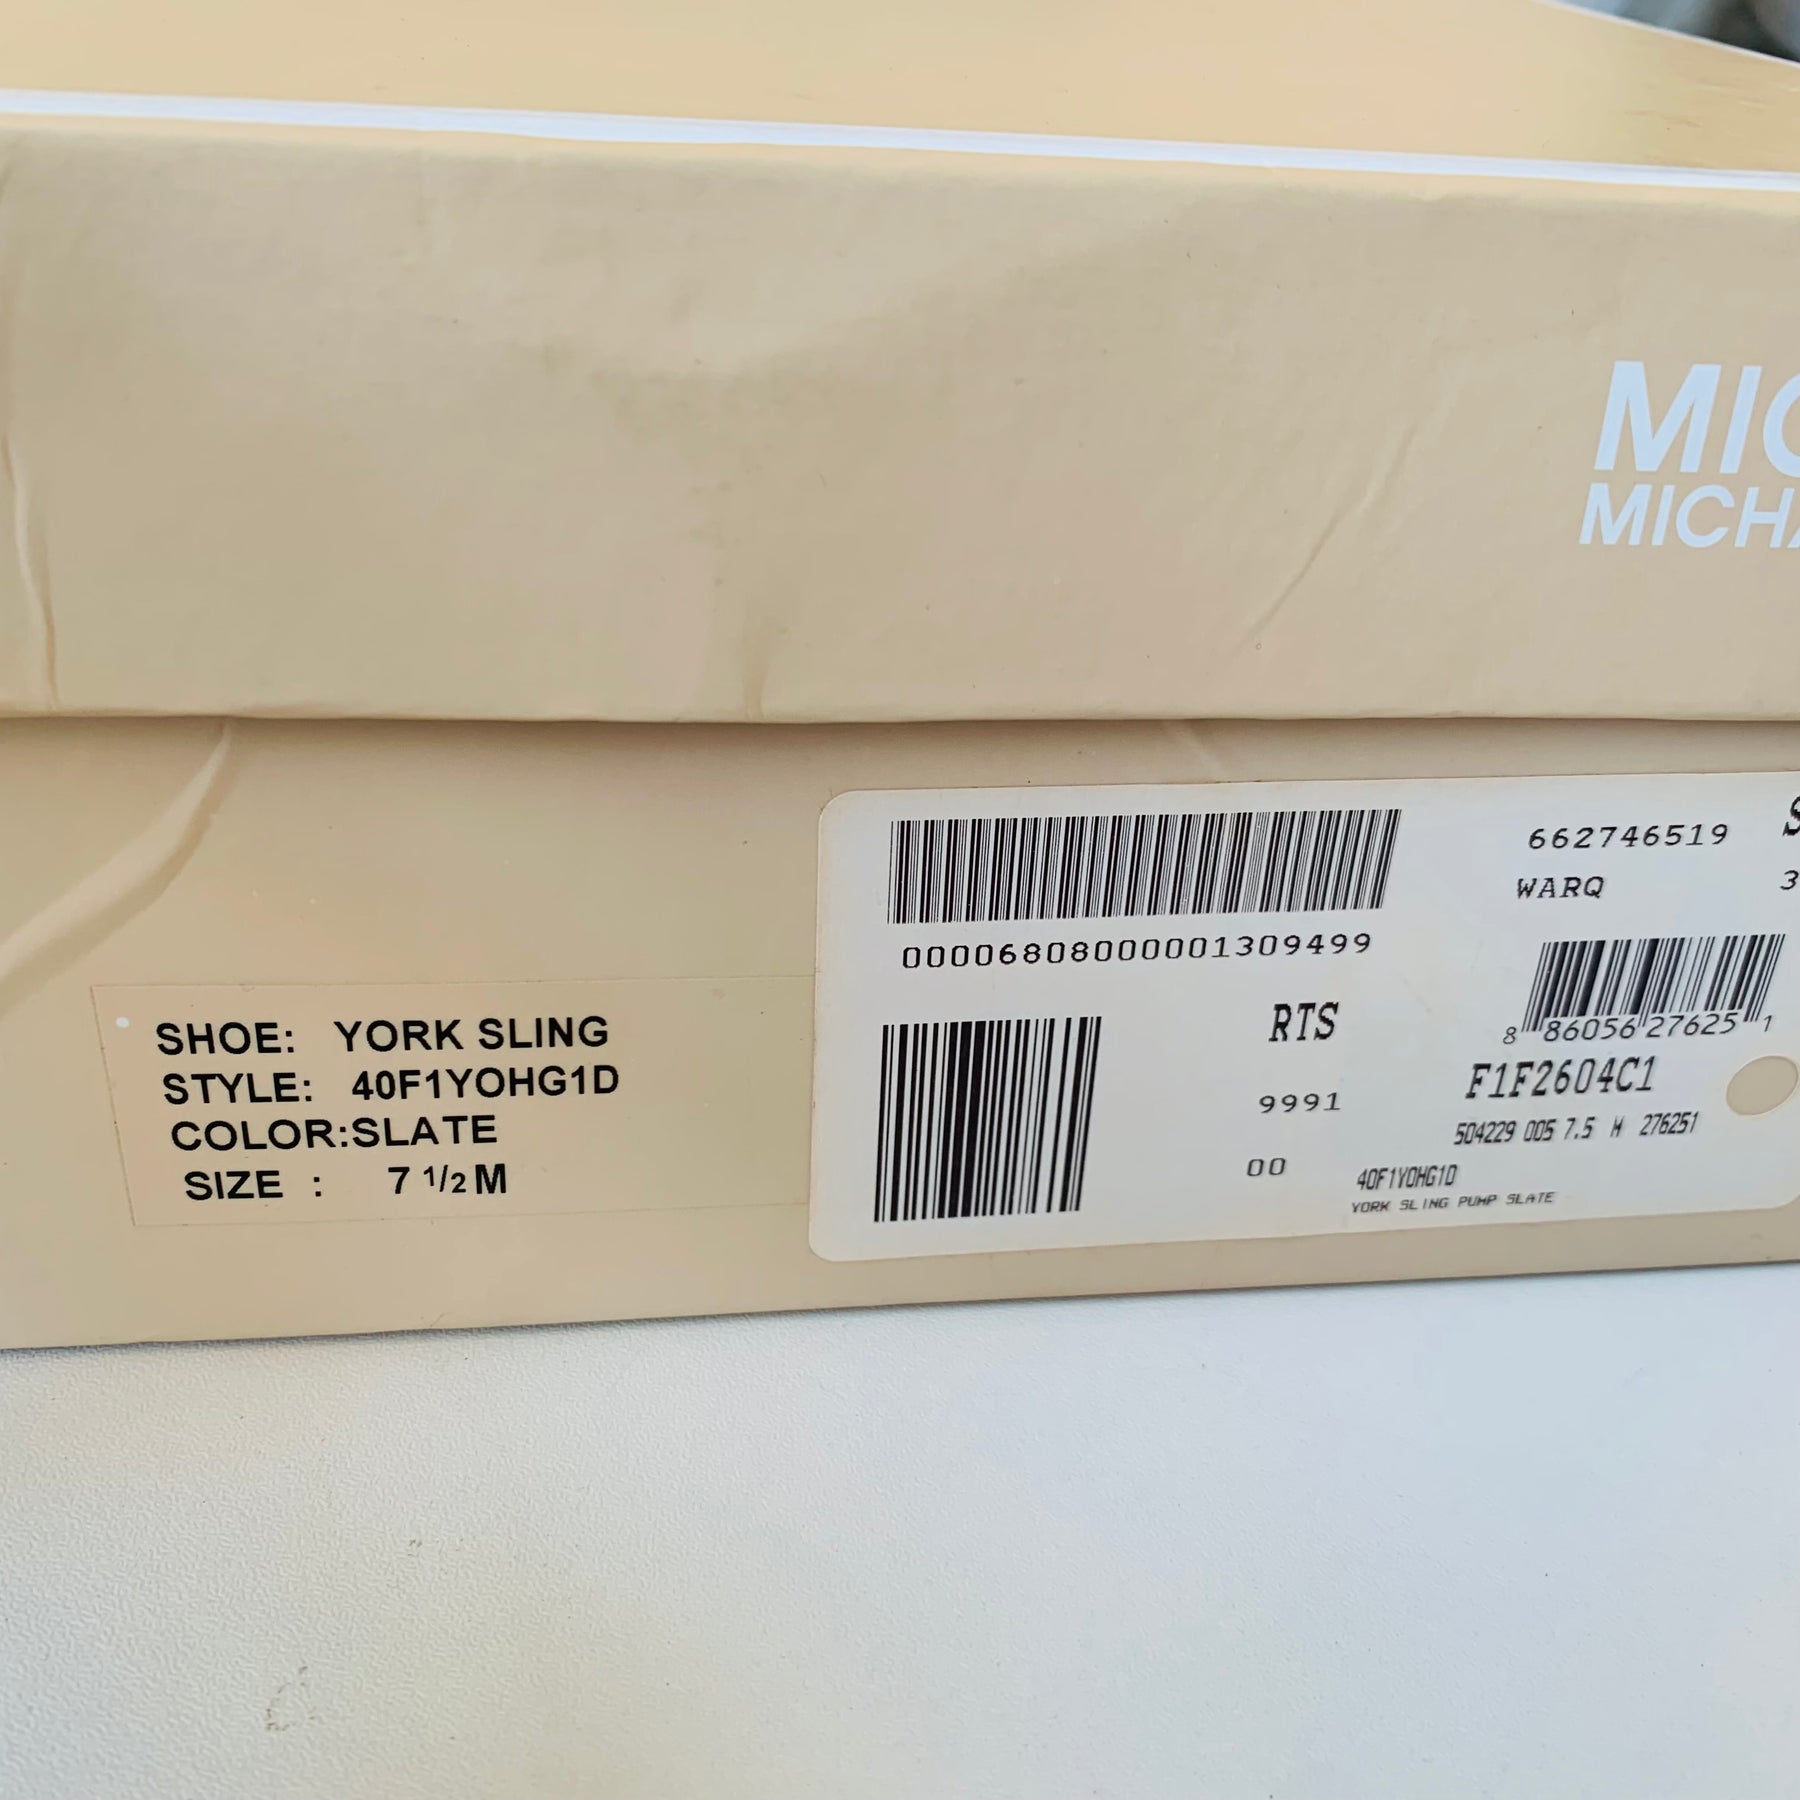 MIC
MICHA
SHOE: YORK SLING
STYLE: 40F1YOHG1D
COLOR:SLATE
SIZE : 7 1/2 M
00006808000001309499
662746519
WARQ
S
3
8 86056 27625 1
RTS
F1F2604C1
9991
504229 005 7.5 M 276251
00
40F1YOHG1D
YORK SLING PUMP SLATE